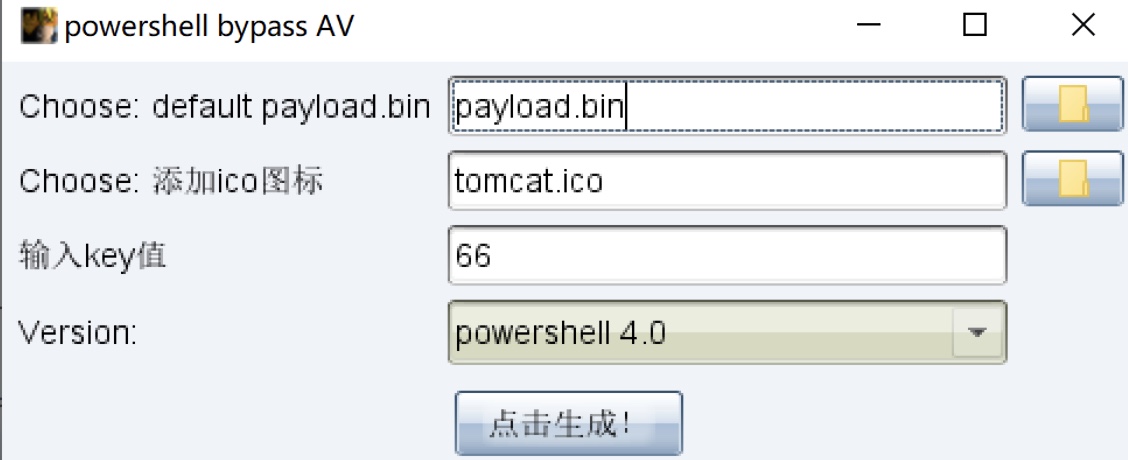 powershell bypass AV
Choose: default payload.bin payload.bin
Choose: 添加ico图标 tomcat.ico
输入key值 66
Version: powershell 4.0
点击生成!